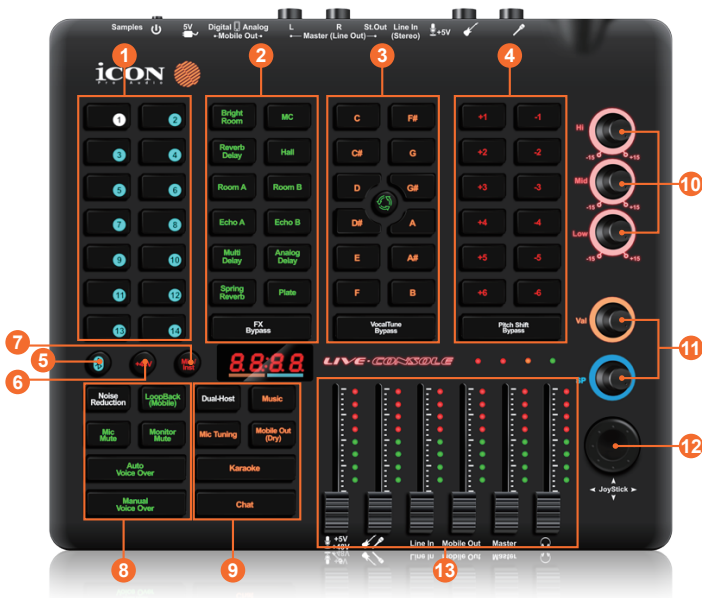 Samples
5V
Digital Analog
Mobile Out
L R
Master (Line Out)
St.Out
Line In
(Stereo)
+5V
iCON
Pro Audio
1
2
3
4
1 2
3 4
5 6
7 8
9 10
11 12
13 14
Bright
Room
MC
Reverb
Delay
Hall
Room A Room B
Echo A Echo B
Multi
Delay
Analog
Delay
Spring
Reverb
Plate
FX
Bypass
C F#
C# G
D G#
D# A
E A#
F B
VocalTune
Bypass
+1 -1
+2 -2
+3 -3
+4 -4
+5 -5
+6 -6
Pitch Shift
Bypass
Hi
-15 +15
Mid
-15 +15
Low
-15 +15
10
Val
11
12
JoyStick
7
5
6
8.8:8.8
LIVE·CONSOLE
Noise
Reduction
LoopBack
(Mobile)
Mic
Mute
Monitor
Mute
Auto
Voice Over
Manual
Voice Over
8
Dual-Host
Music
Mic Tuning
Mobile Out
(Dry)
Karaoke
Chat
9
+5V
+48V
Line In
Mobile Out
Master
13